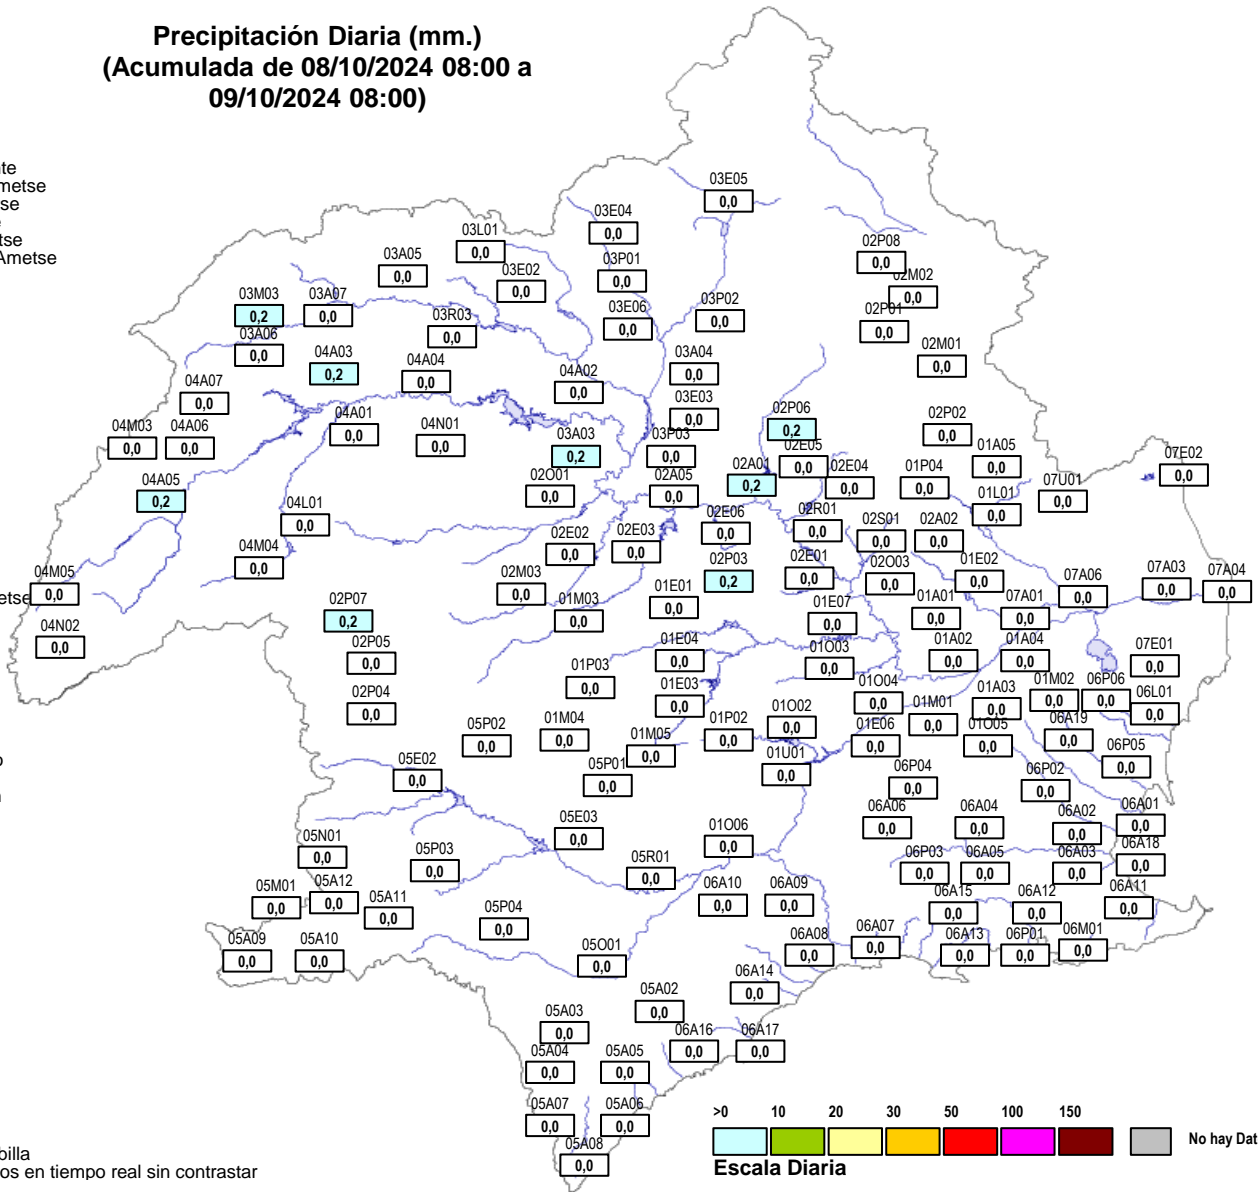 Precipitación Diaria (mm.)
(Acumulada de 08/10/2024 08:00 a
09/10/2024 08:00)
03E05
0,0
03E04
0,0
03L01
0,0
02P08
0,0
03A05
0,0
03P01
0,0
03E02
0,0
02M02
0,0
03M03
0,2
03A07
0,0
03P02
0,0
03E06
0,0
02P01
0,0
03R03
0,0
03A06
0,0
02M01
0,0
04A03
0,2
04A04
0,0
03A04
0,0
04A02
0,0
04A07
0,0
03E03
0,0
02P06
0,2
02P02
0,0
04M03
0,0
04A06
0,0
04A01
0,0
04N01
0,0
03A03
0,2
03P03
0,0
02E05
0,0
01A05
0,0
07E02
0,0
04A05
0,2
02O01
0,0
02A05
0,0
02A01
0,2
02E04
0,0
01P04
0,0
07U01
0,0
01L01
0,0
04L01
0,0
02E06
0,0
02R01
0,0
02S01
0,0
02A02
0,0
02E02
0,0
02E03
0,0
04M04
0,0
02P03
0,2
02E01
0,0
02O03
0,0
01E02
0,0
04M05
0,0
02M03
0,0
01E01
0,0
07A06
0,0
07A03
0,0
07A04
0,0
etse
02P07
0,2
01M03
0,0
01E07
0,0
01A01
0,0
07A01
0,0
04N02
0,0
02P05
0,0
01E04
0,0
01O03
0,0
01A02
0,0
01A04
0,0
07E01
0,0
01P03
0,0
02P04
0,0
01E03
0,0
01O04
0,0
01A03
0,0
01M02
0,0
06P06
0,0
06L01
0,0
05P02
0,0
01M04
0,0
01M05
0,0
01P02
0,0
01O02
0,0
01E06
0,0
01M01
0,0
01O05
0,0
06A19
0,0
05E02
0,0
05P01
0,0
01U01
0,0
06P04
0,0
06P02
0,0
06P05
0,0
05E03
0,0
01O06
0,0
06A06
0,0
06A04
0,0
06A02
0,0
06A01
0,0
05N01
0,0
05P03
0,0
05R01
0,0
06P03
0,0
06A05
0,0
06A03
0,0
06A18
0,0
05M01
0,0
05A12
0,0
05A11
0,0
05P04
0,0
06A10
0,0
06A09
0,0
06A15
0,0
06A12
0,0
06A11
0,0
05A09
0,0
05A10
0,0
05O01
0,0
06A08
0,0
06A07
0,0
06A13
0,0
06P01
0,0
06M01
0,0
06A14
0,0
05A02
0,0
05A03
0,0
06A16
0,0
06A17
0,0
05A04
0,0
05A05
0,0
05A07
0,0
05A06
0,0
05A08
0,0
>0 10 20 30 50 100 150
No hay Dat
Escala Diaria
billa
os en tiempo real sin contrastar